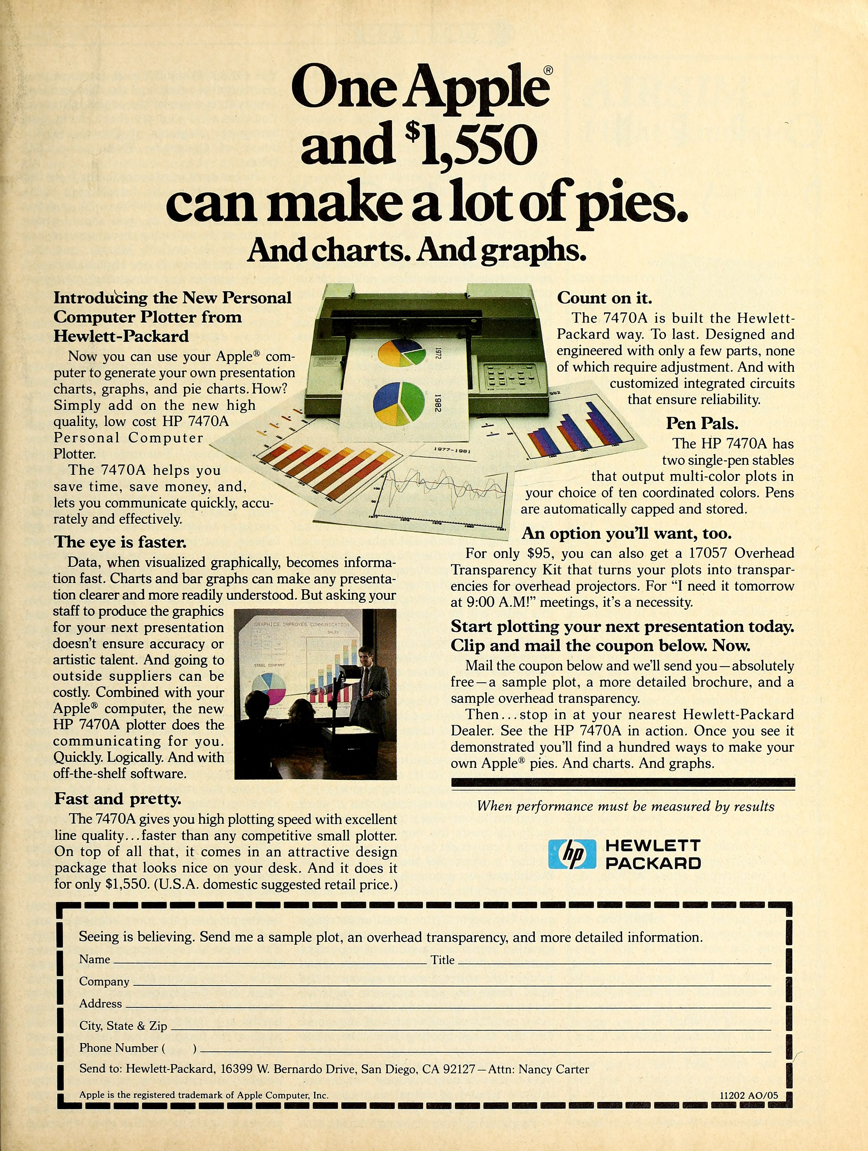 One Apple®
and $1,550
can make a lot of pies.
And charts. And graphs.
Introducing the New Personal
Computer Plotter from
Hewlett-Packard
Now you can use your Apple® com-
puter to generate your own presentation
charts, graphs, and pie charts. How?
Simply add on the new high
quality, low cost HP 7470A
Personal Computer
Plotter.
The 7470A helps you
save time, save money, and,
lets you communicate quickly, accu-
rately and effectively.
The eye is faster.
Data, when visualized graphically, becomes informa-
tion fast. Charts and bar graphs can make any presenta-
tion clearer and more readily understood. But asking your
staff to produce the graphics
for your next presentation
doesn't ensure accuracy or
artistic talent. And going to
outside suppliers can be
costly. Combined with your
Apple® computer, the new
HP 7470A plotter does the
communicating for you.
Quickly. Logically. And with
off-the-shelf software.
Fast and pretty.
The 7470A gives you high plotting speed with excellent
line quality...faster than any competitive small plotter.
On top of all that, it comes in an attractive design
package that looks nice on your desk. And it does it
for only $1,550. (U.S.A. domestic suggested retail price.)
1972
1982
1977-1981
GRAPHICS IMPROVES COMMUNICATION
SALES
STEEL COMPANY
Count on it.
The 7470A is built the Hewlett-
Packard way. To last. Designed and
engineered with only a few parts, none
of which require adjustment. And with
customized integrated circuits
that ensure reliability.
Pen Pals.
The HP 7470A has
two single-pen stables
that output multi-color plots in
your choice of ten coordinated colors. Pens
are automatically capped and stored.
An option you'll want, too.
For only $95, you can also get a 17057 Overhead
Transparency Kit that turns your plots into transpar-
encies for overhead projectors. For “I need it tomorrow
at 9:00 A.M!” meetings, it's a necessity.
Start plotting your next presentation today.
Clip and mail the coupon below. Now.
Mail the coupon below and we'll send you—absolutely
free—a sample plot, a more detailed brochure, and a
sample overhead transparency.
Then...stop in at your nearest Hewlett-Packard
Dealer. See the HP 7470A in action. Once you see it
demonstrated you'll find a hundred ways to make your
own Apple® pies. And charts. And graphs.
When performance must be measured by results
hp HEWLETT
PACKARD
Seeing is believing. Send me a sample plot, an overhead transparency, and more detailed information.
Name Title
Company
Address
City, State & Zip
Phone Number ( )
Send to: Hewlett-Packard, 16399 W. Bernardo Drive, San Diego, CA 92127—Attn: Nancy Carter
Apple is the registered trademark of Apple Computer, Inc. 11202 AO/05